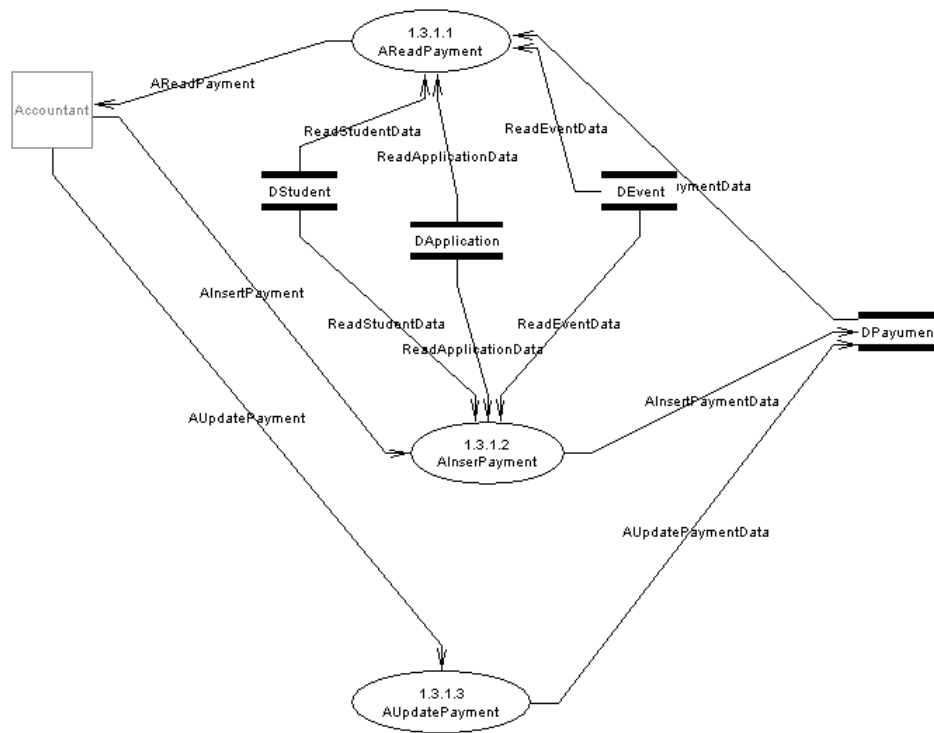 1.3.1.1
AReadPayment
AReadPayment
Accountant
ReadStudentData
ReadEventData
ReadApplicationData
DStudent
DEvent
DApplication
AInsertPayment
ReadStudentData
ReadEventData
DPayumen
ReadApplicationData
AInsertPaymentData
AUpdatePayment
1.3.1.2
AInserPayment
AUpdatePaymentData
1.3.1.3
AUpdatePayment